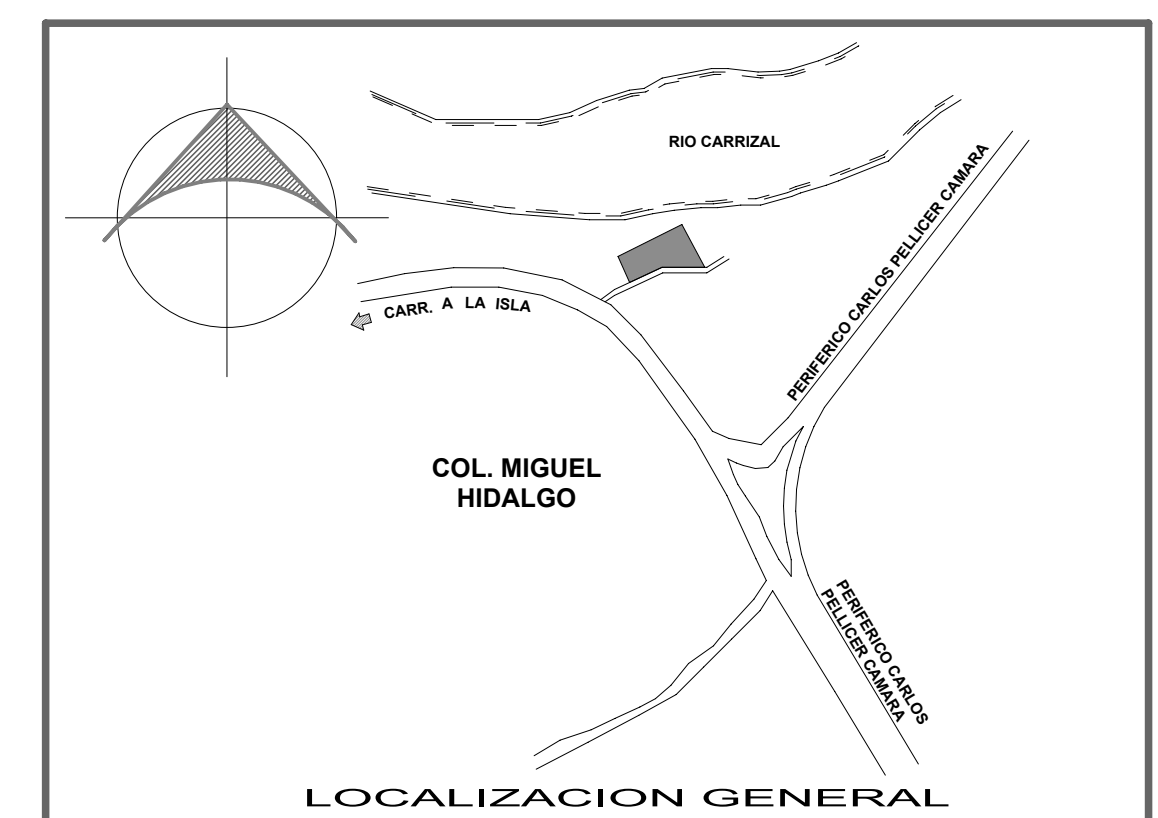 RIO CARRIZAL
PERIFERICO CARLOS PELLICER CAMARA
CARR. A LA ISLA
COL. MIGUEL
HIDALGO
PERIFERICO CARLOS
PELLICER CAMARA
LOCALIZACION GENERAL